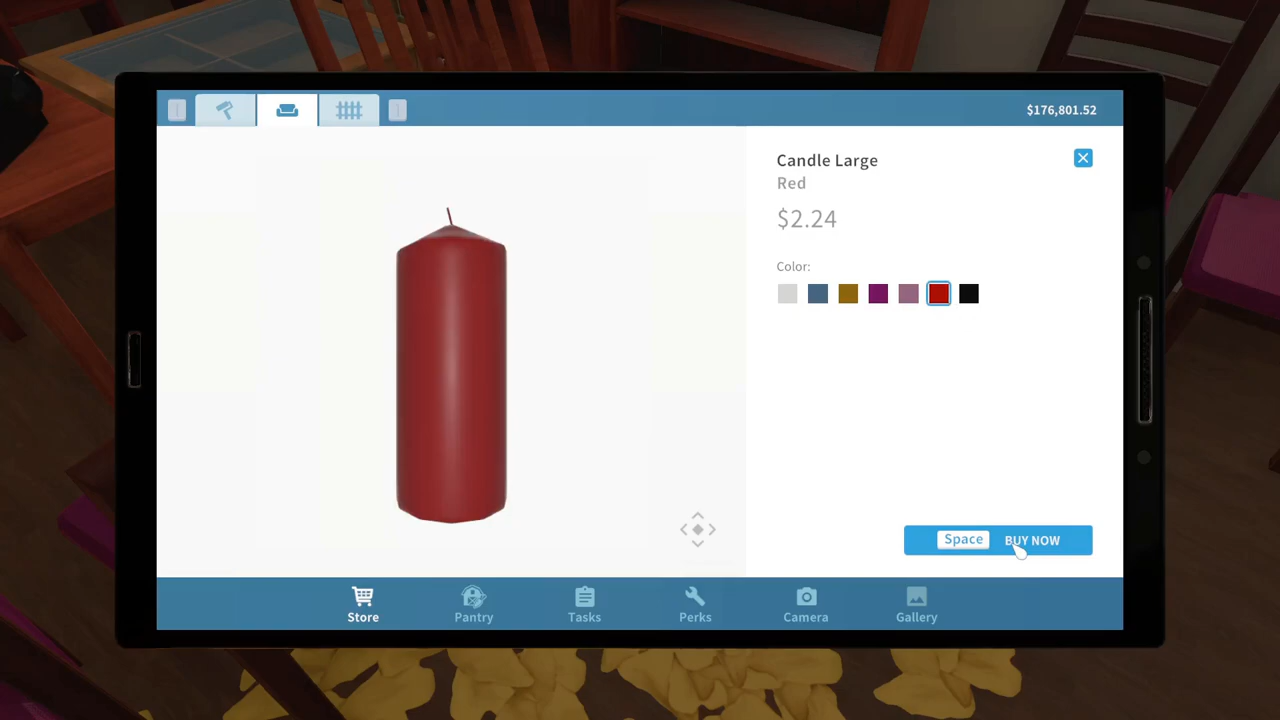 $176,801.52
Candle Large
Red
$2.24
Color:
Space BUY NOW
Store Pantry Tasks Perks Camera Gallery